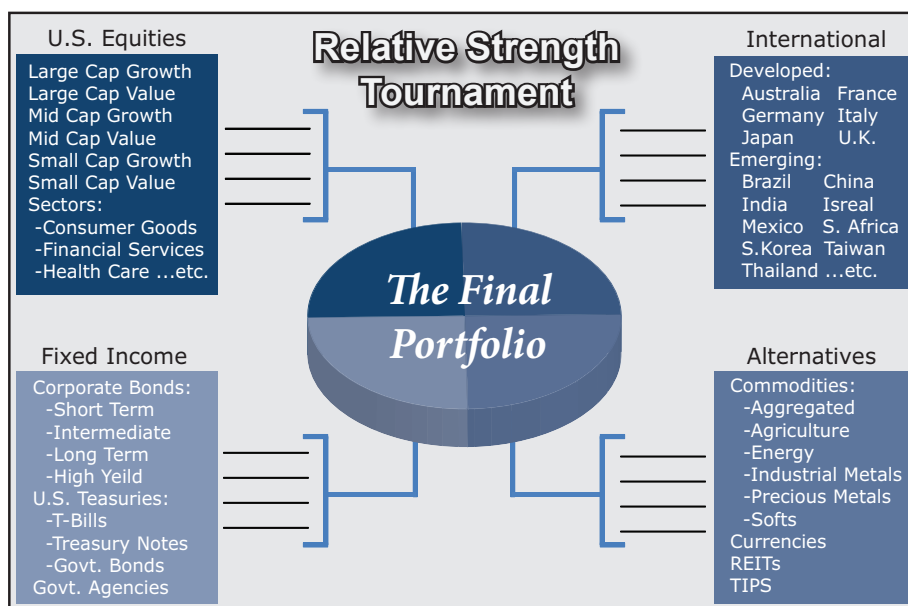 Relative Strength
Tournament
U.S. Equities
Large Cap Growth
Large Cap Value
Mid Cap Growth
Mid Cap Value
Small Cap Growth
Small Cap Value
Sectors:
-Consumer Goods
-Financial Services
-Health Care ...etc.
International
Developed:
Australia France
Germany Italy
Japan U.K.
Emerging:
Brazil China
India Isreal
Mexico S. Africa
S.Korea Taiwan
Thailand ...etc.
The Final
Portfolio
Fixed Income
Corporate Bonds:
-Short Term
-Intermediate
-Long Term
-High Yeild
U.S. Treasuries:
-T-Bills
-Treasury Notes
-Govt. Bonds
Govt. Agencies
Alternatives
Commodities:
-Aggregated
-Agriculture
-Energy
-Industrial Metals
-Precious Metals
-Softs
Currencies
REITs
TIPS